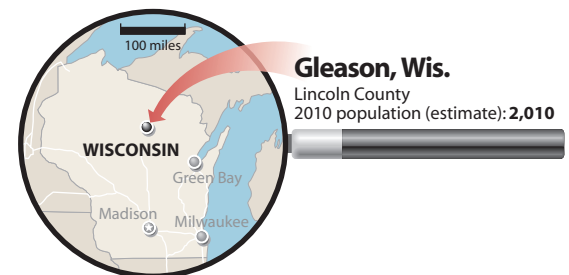 100 miles
Gleason, Wis.
Lincoln County
2010 population (estimate): 2,010
WISCONSIN
Green Bay
Madison
Milwaukee